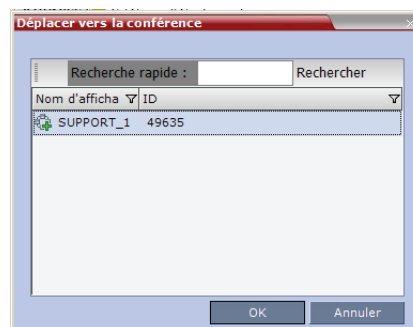 Déplacer vers la conférence
Recherche rapide : Rechercher
Nom d'afficha ID
SUPPORT_1 49635
OK Annuler